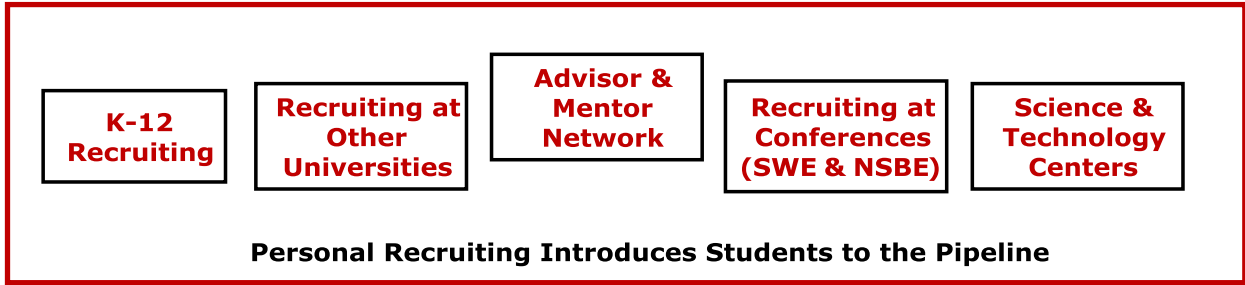 K-12
Recruiting
Recruiting at
Other
Universities
Advisor &
Mentor
Network
Recruiting at
Conferences
(SWE & NSBE)
Science &
Technology
Centers
Personal Recruiting Introduces Students to the Pipeline